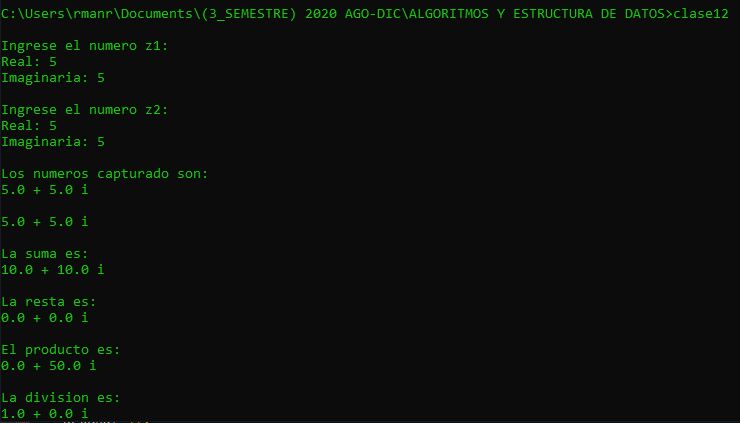 C:\Users\rmanr\Documents\(3_SEMESTRE) 2020 AGO-DIC\ALGORITMOS Y ESTRUCTURA DE DATOS>clase12
Ingrese el numero z1:
Real: 5
Imaginaria: 5
Ingrese el numero z2:
Real: 5
Imaginaria: 5
Los numeros capturado son:
5.0 + 5.0 i
5.0 + 5.0 i
La suma es:
10.0 + 10.0 i
La resta es:
0.0 + 0.0 i
El producto es:
0.0 + 50.0 i
La division es:
1.0 + 0.0 i